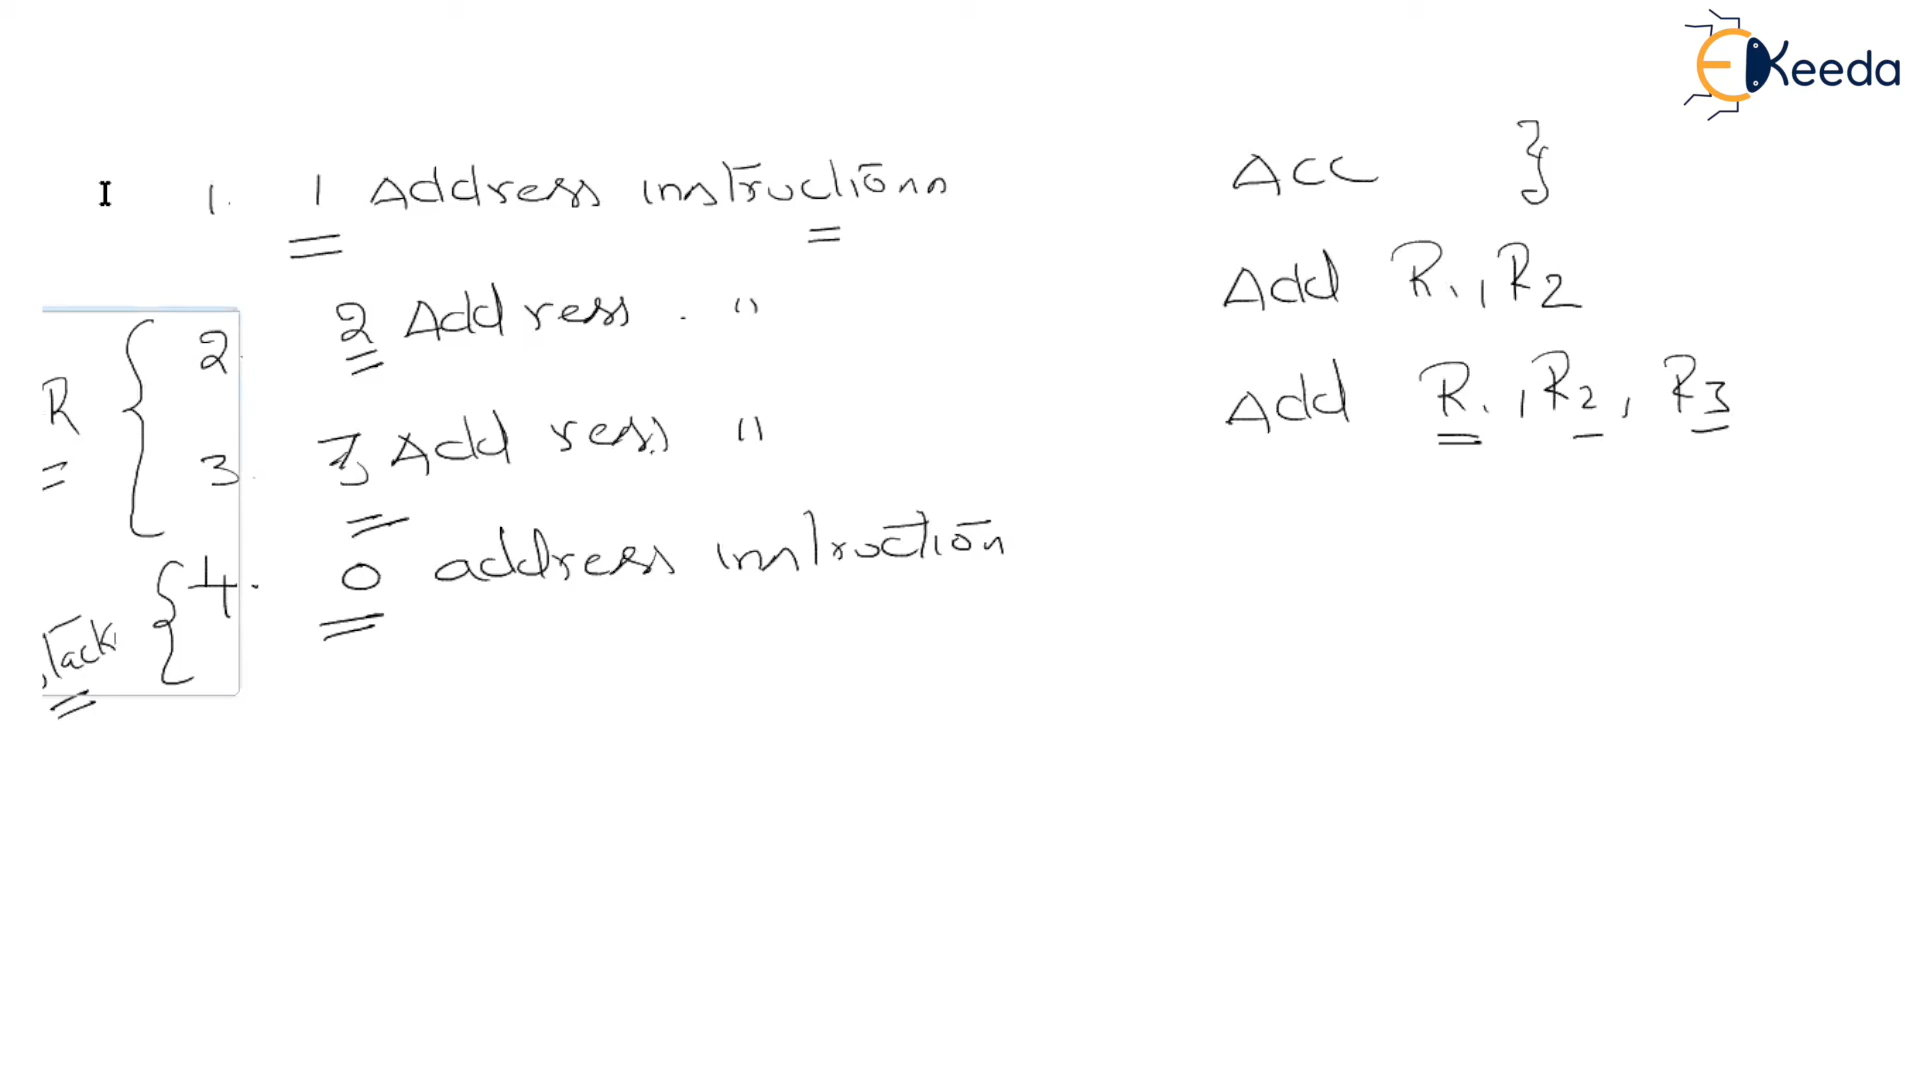 EKeeda
1. 1 Address instructions
2. 2 Address "
3. 3 Address "
4. 0 address instruction
R
Stack
Acc }
Add R1, R2
Add R1, R2, R3